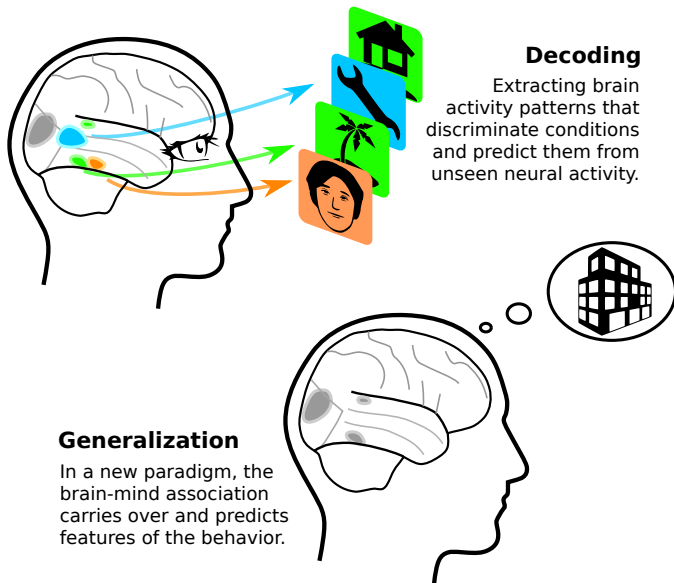 Decoding
Extracting brain
activity patterns that
discriminate conditions
and predict them from
unseen neural activity.
Generalization
In a new paradigm, the
brain-mind association
carries over and predicts
features of the behavior.